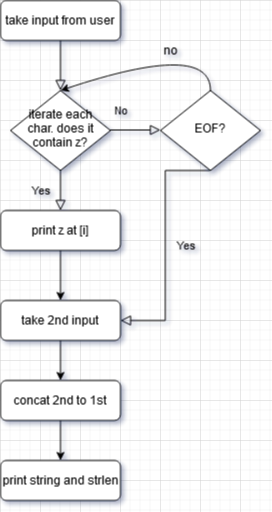 take input from user
no
iterate each
char. does it
contain z?
No
EOF?
Yes
print z at [i]
Yes
take 2nd input
concat 2nd to 1st
print string and strlen